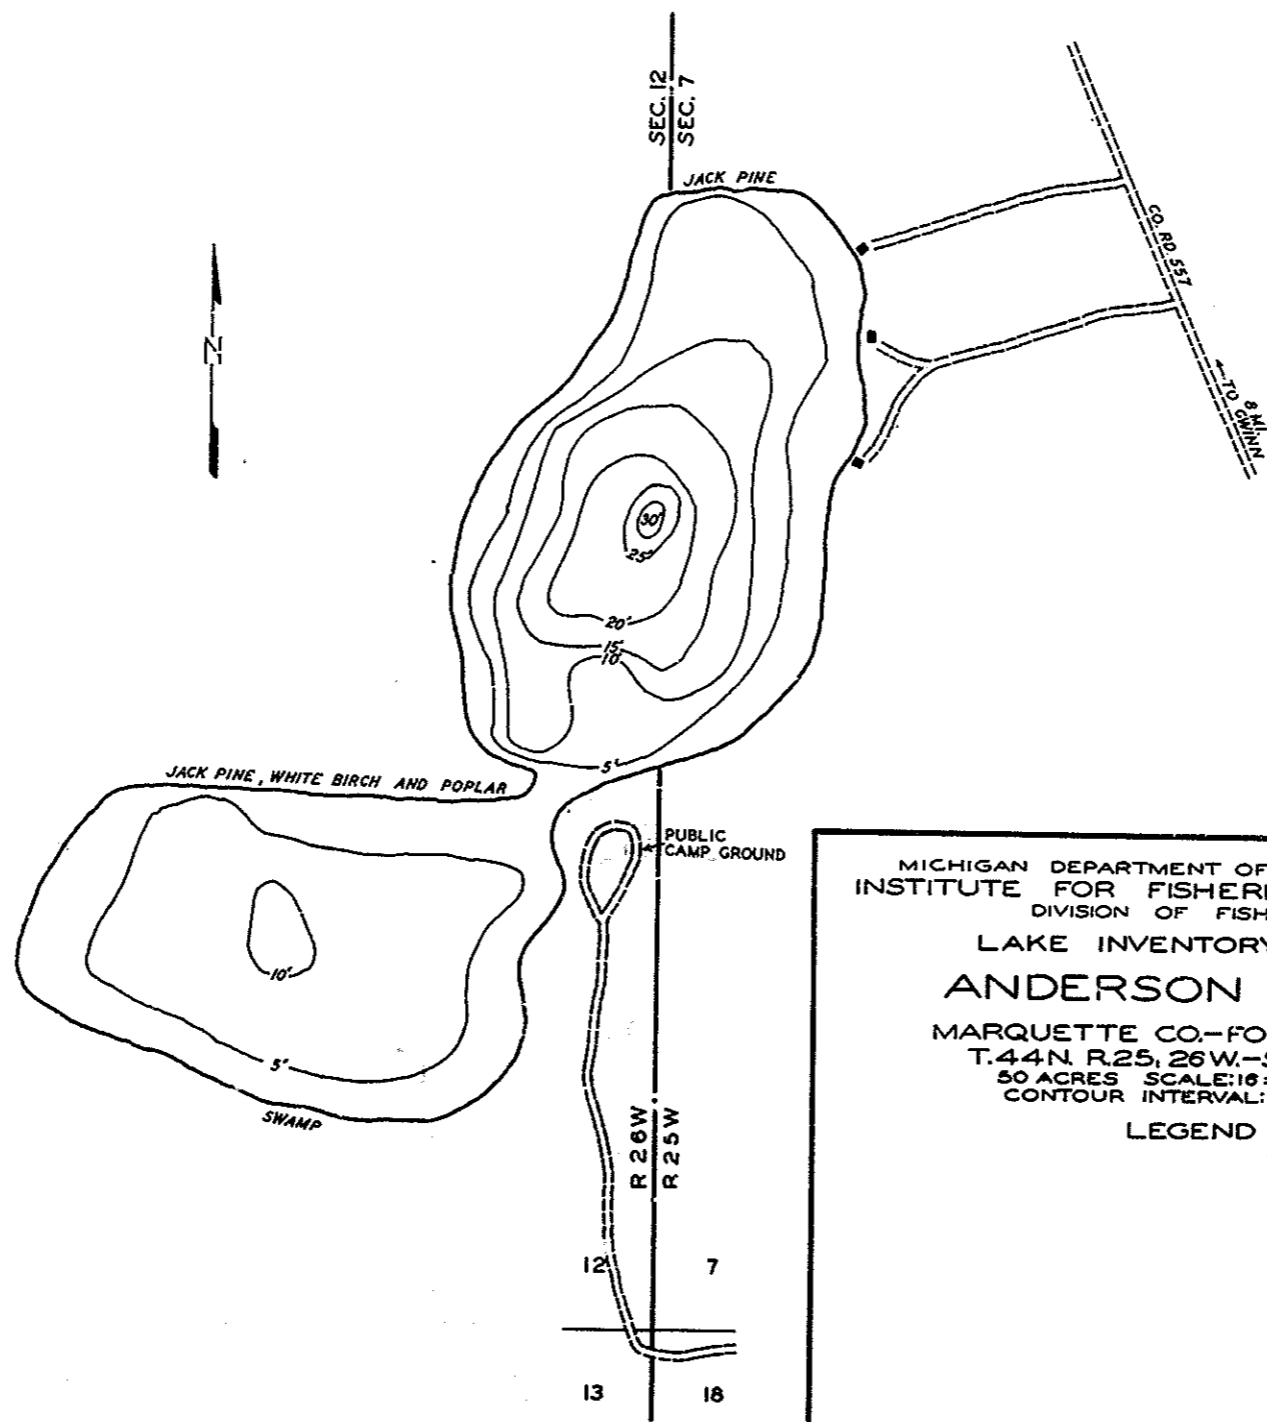 SEC. 12
SEC. 7
JACK PINE
CO. RD. 557
8 MI.
TO GWINN
N
30'
25'
20'
15'
10'
5'
JACK PINE, WHITE BIRCH AND POPLAR
PUBLIC
CAMP GROUND
10'
5'
SWAMP
R 26W
R 25W
12
7
13
18
MICHIGAN DEPARTMENT OF
INSTITUTE FOR FISHERI
DIVISION OF FISH
LAKE INVENTORY
ANDERSON
MARQUETTE CO.-FO
T.44N. R.25, 26W.-S
50 ACRES SCALE:16=
CONTOUR INTERVAL:
LEGEND